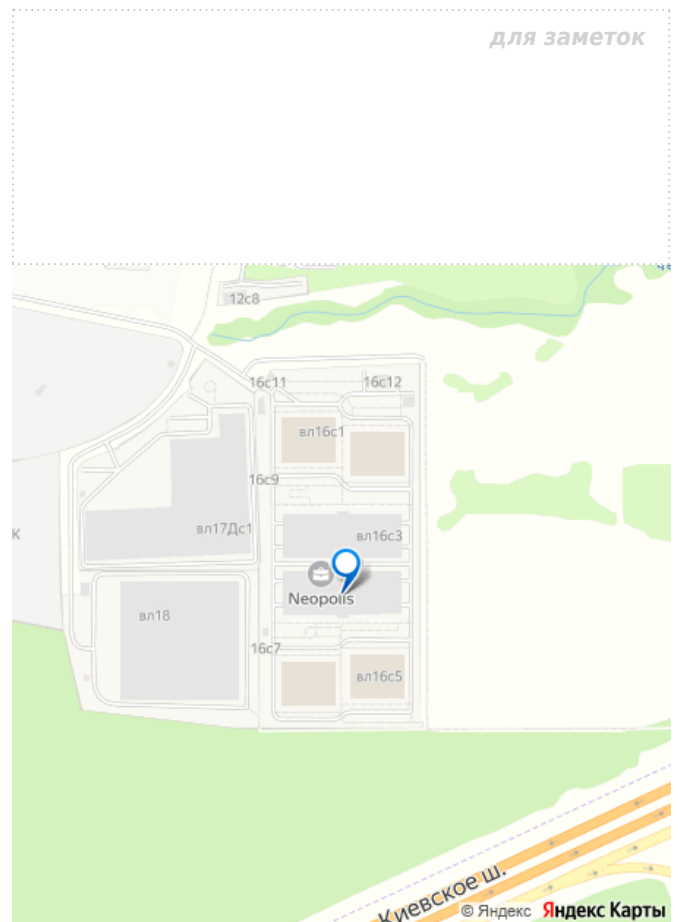 для заметок
12с8
16с11
16с12
вл16с1
16с9
вл17Дс1
вл16с3
К
Neopolis
вл18
16с7
вл16с5
Киевское ш.
© Яндекс Яндекс Карты